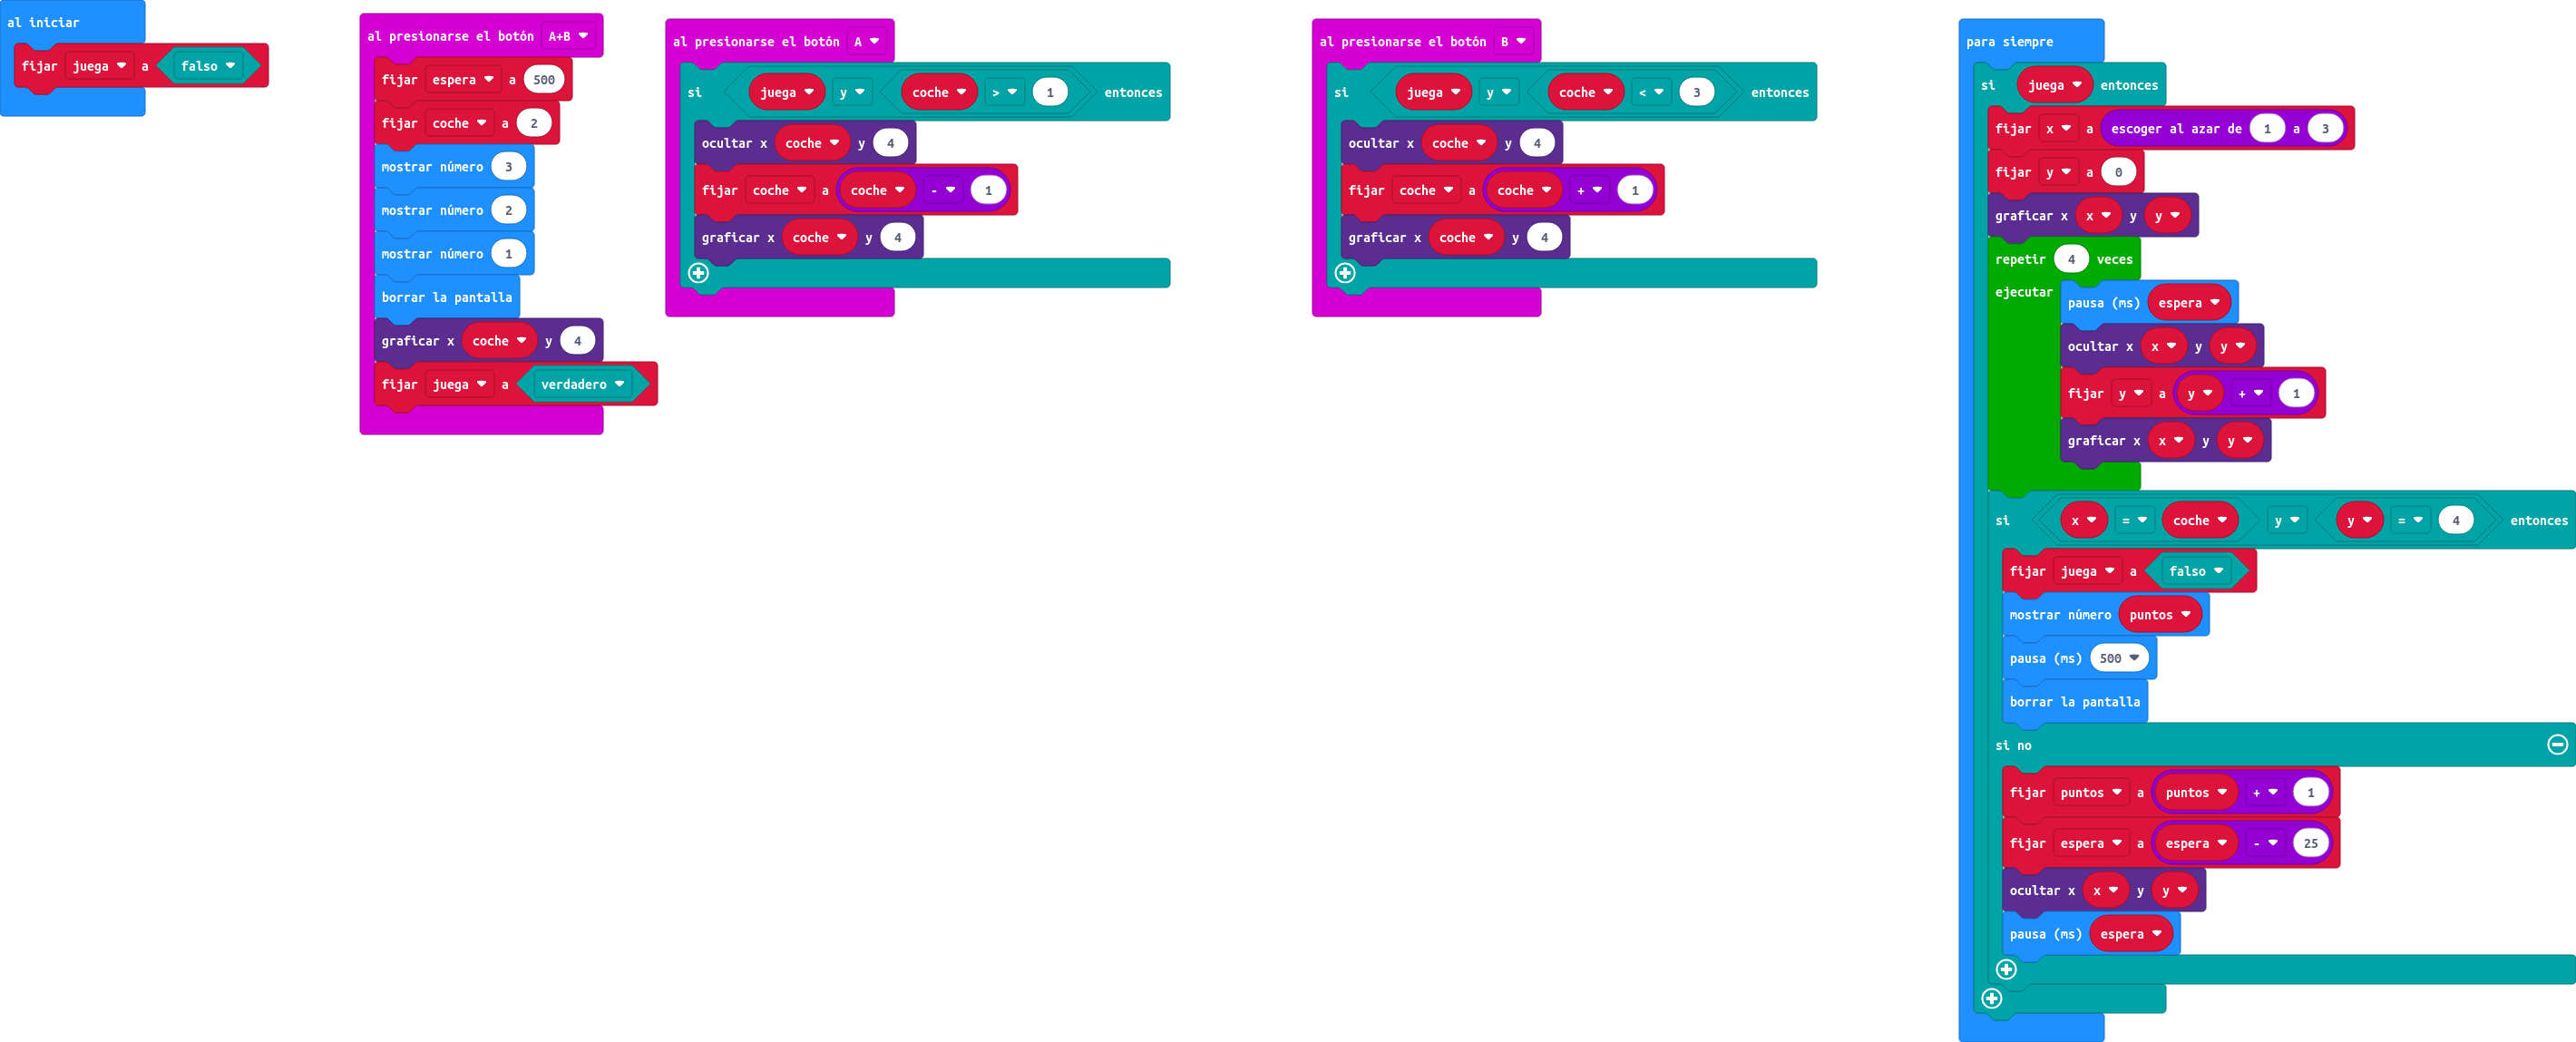 al iniciar
fijar juega a falso
al presionarse el botón A+B
fijar espera a 500
fijar coche a 2
mostrar número 3
mostrar número 2
mostrar número 1
borrar la pantalla
graficar x coche y 4
fijar juega a verdadero
al presionarse el botón A
si juega y coche > 1 entonces
ocultar x coche y 4
fijar coche a coche - 1
graficar x coche y 4
al presionarse el botón B
si juega y coche < 3 entonces
ocultar x coche y 4
fijar coche a coche + 1
graficar x coche y 4
para siempre
si juega entonces
fijar x a escoger al azar de 1 a 3
fijar y a 0
graficar x x y y
repetir 4 veces
ejecutar pausa (ms) espera
ocultar x x y y
fijar y a y + 1
graficar x x y y
si x = coche y y = 4 entonces
fijar juega a falso
mostrar número puntos
pausa (ms) 500
borrar la pantalla
si no
fijar puntos a puntos + 1
fijar espera a espera - 25
ocultar x x y y
pausa (ms) espera